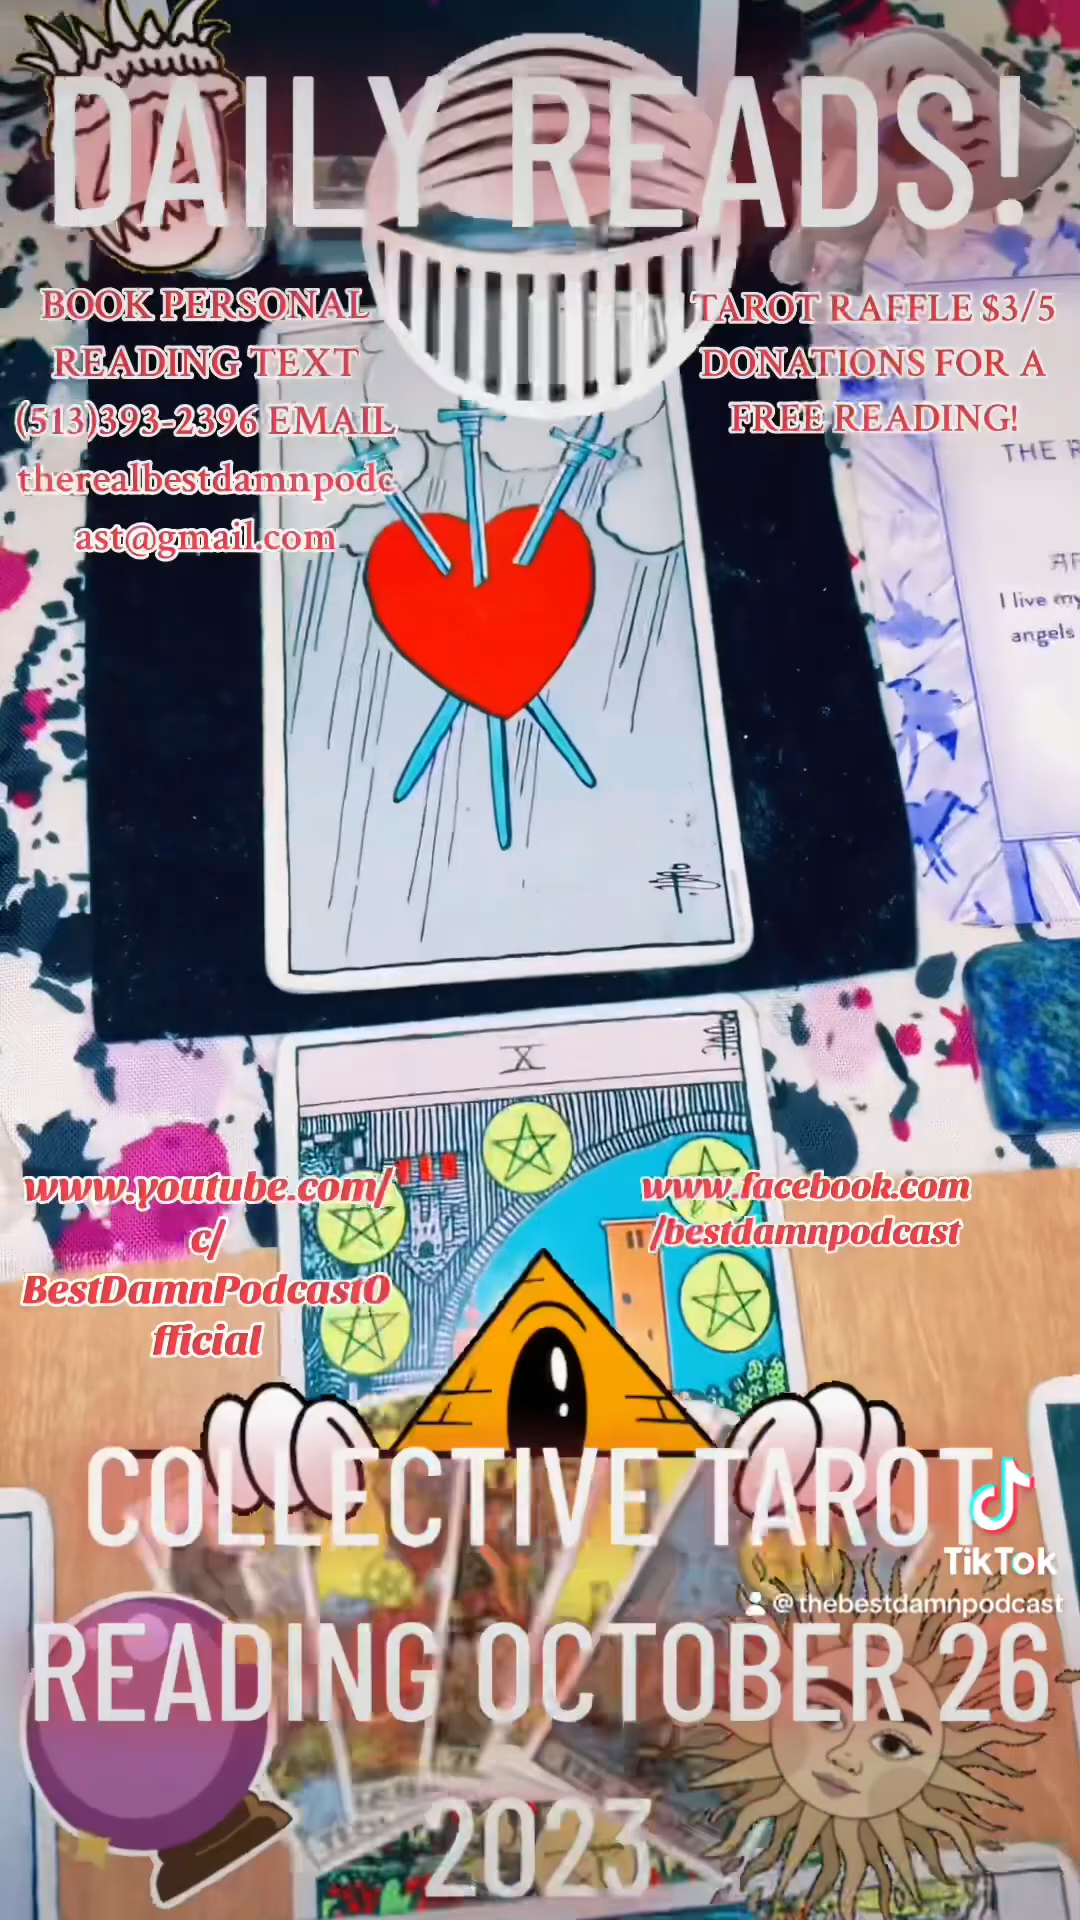 DAILY READS!
BOOK PERSONAL
READING TEXT
(513)393-2396 EMAIL
therealbestdamnpodc
ast@gmail.com
TAROT RAFFLE $3/5
DONATIONS FOR A
FREE READING!
THE
I live my
angels
X
www.youtube.com/
c/
BestDamnPodcastO
fficial
www.facebook.com
/bestdamnpodcast
COLLECTIVE TAROT
READING OCTOBER 26
2023
TikTok
@thebestdamnpodcast